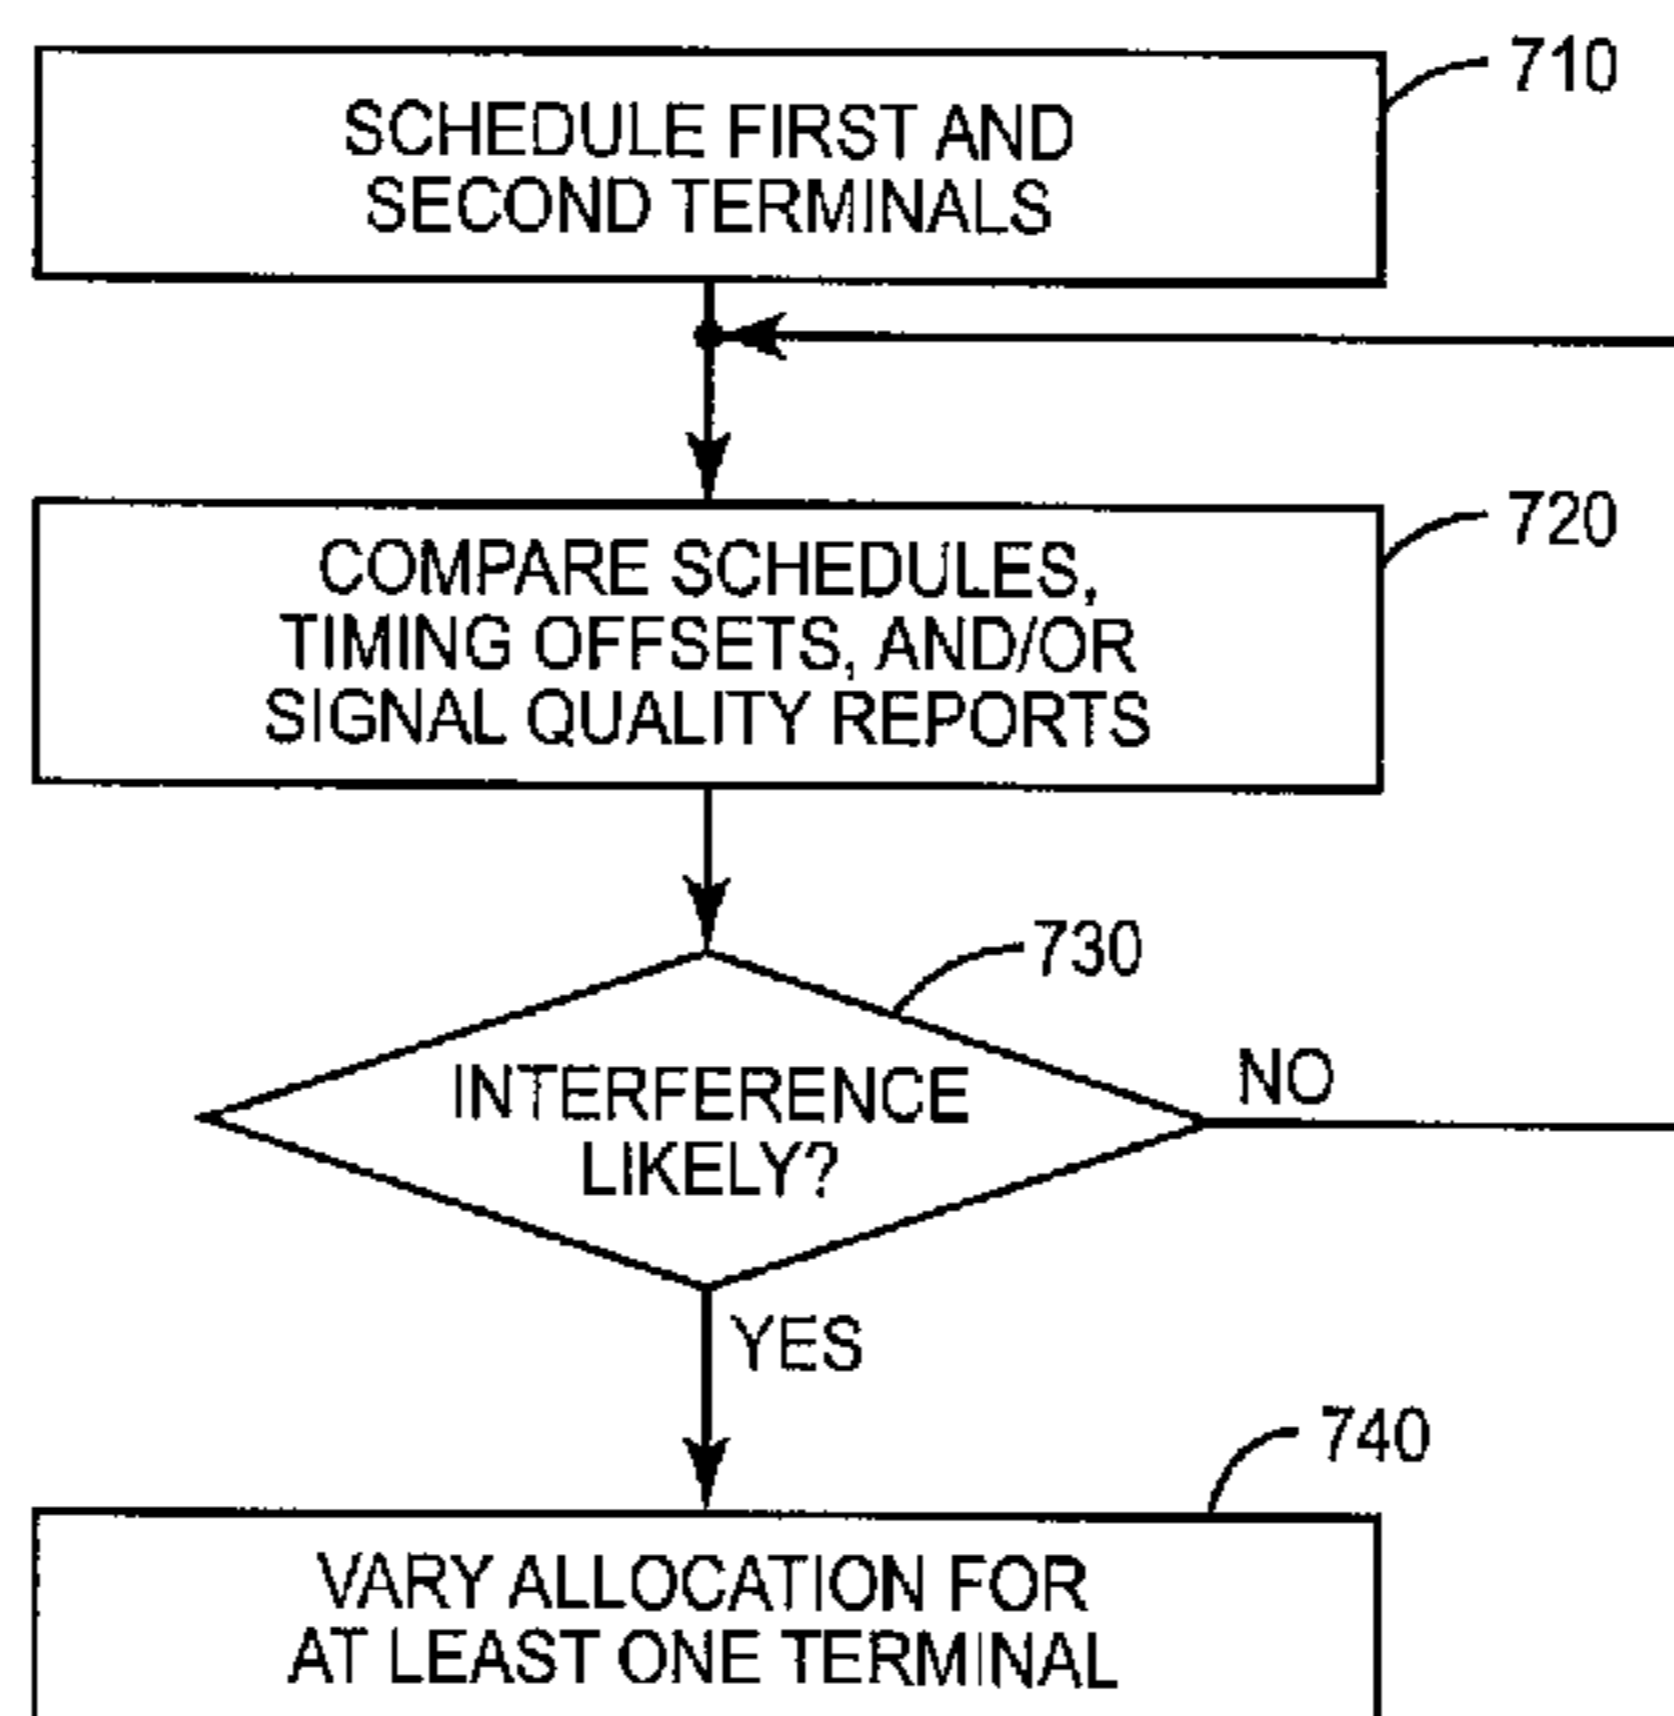 710
SCHEDULE FIRST AND
SECOND TERMINALS
720
COMPARE SCHEDULES,
TIMING OFFSETS, AND/OR
SIGNAL QUALITY REPORTS
730
INTERFERENCE
LIKELY?
NO
YES
740
VARY ALLOCATION FOR
AT LEAST ONE TERMINAL